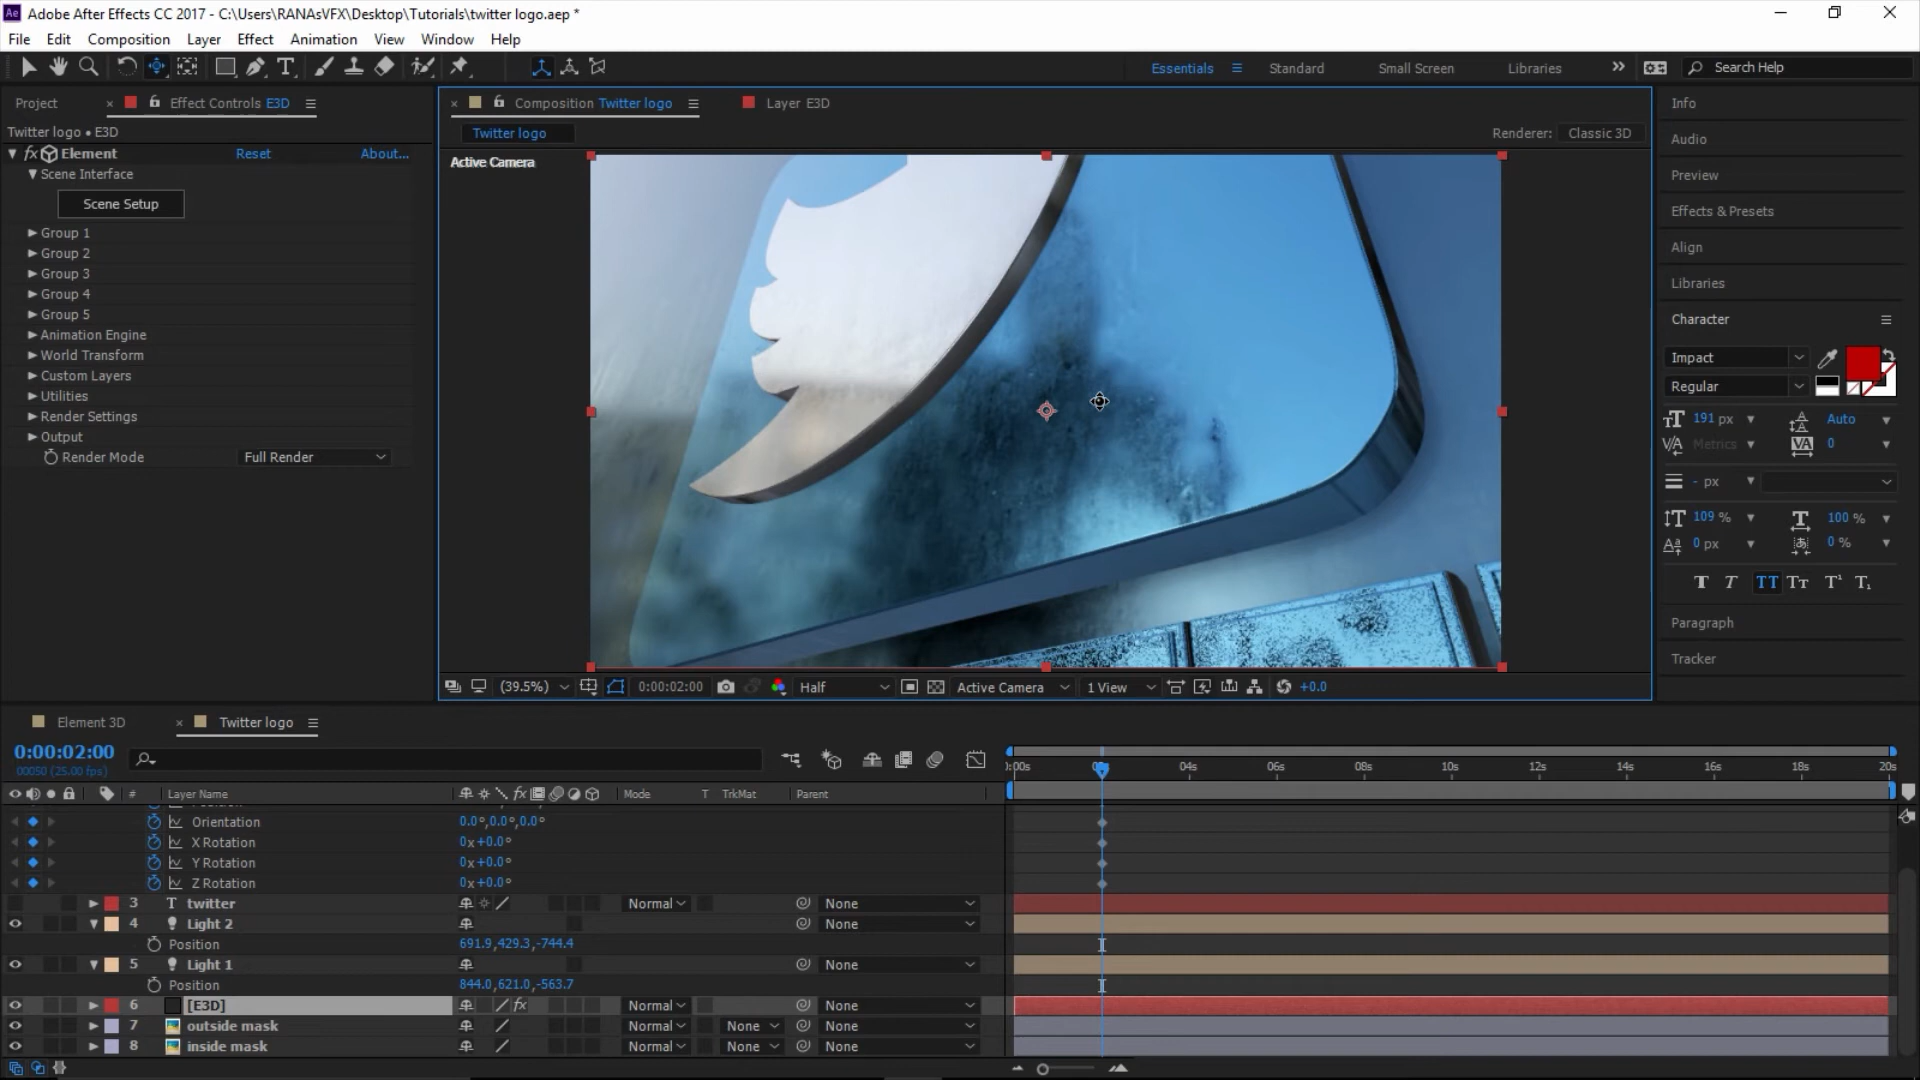 Ae Adobe After Effects CC 2017 - C:\Users\RANAsVFX\Desktop\Tutorials\twitter logo.aep *
File Edit Composition Layer Effect Animation View Window Help
Essentials Standard Small Screen Libraries Search Help
Project Effect Controls E3D
Twitter logo • E3D
fx Element Reset About...
Scene Interface
Scene Setup
Group 1
Group 2
Group 3
Group 4
Group 5
Animation Engine
World Transform
Custom Layers
Utilities
Render Settings
Output
Render Mode Full Render
Composition Twitter logo Layer E3D
Twitter logo Renderer: Classic 3D
Active Camera
(39.5%) 0:00:02:00 Half Active Camera 1 View +0.0
Info
Audio
Preview
Effects & Presets
Align
Libraries
Character
Impact
Regular
191 px Auto
Metrics 0
- px
109 % 100 %
0 px 0 %
T T TT Tt T¹ T₁
Paragraph
Tracker
Element 3D Twitter logo
0:00:02:00
00050 (25.00 fps)
# Layer Name fx Mode T TrkMat Parent
04s 06s 08s 10s 12s 14s 16s 18s 20s
Orientation 0.0°,0.0°,0.0°
X Rotation 0x+0.0°
Y Rotation 0x+0.0°
Z Rotation 0x+0.0°
3 T twitter Normal None
4 Light 2 None
Position 691.9,429.3,-744.4
5 Light 1 None
Position 844.0,621.0,-563.7
6 [E3D] fx Normal None
7 outside mask Normal None None
8 inside mask Normal None None